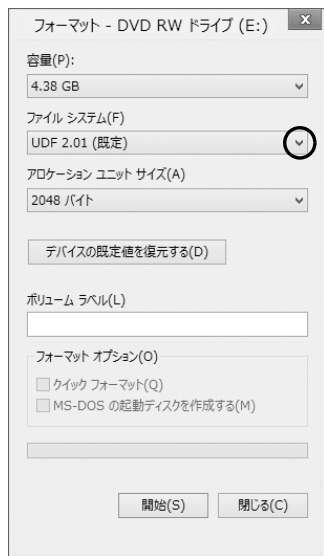 フォーマット - DVD RW ドライブ (E:)
x
容量(P):
4.38 GB
ファイル システム(F)
UDF 2.01 (既定)
アロケーション ユニット サイズ(A)
2048 バイト
デバイスの既定値を復元する(D)
ボリューム ラベル(L)
フォーマット オプション(O)
クイック フォーマット(Q)
MS-DOS の起動ディスクを作成する(M)
開始(S)
閉じる(C)